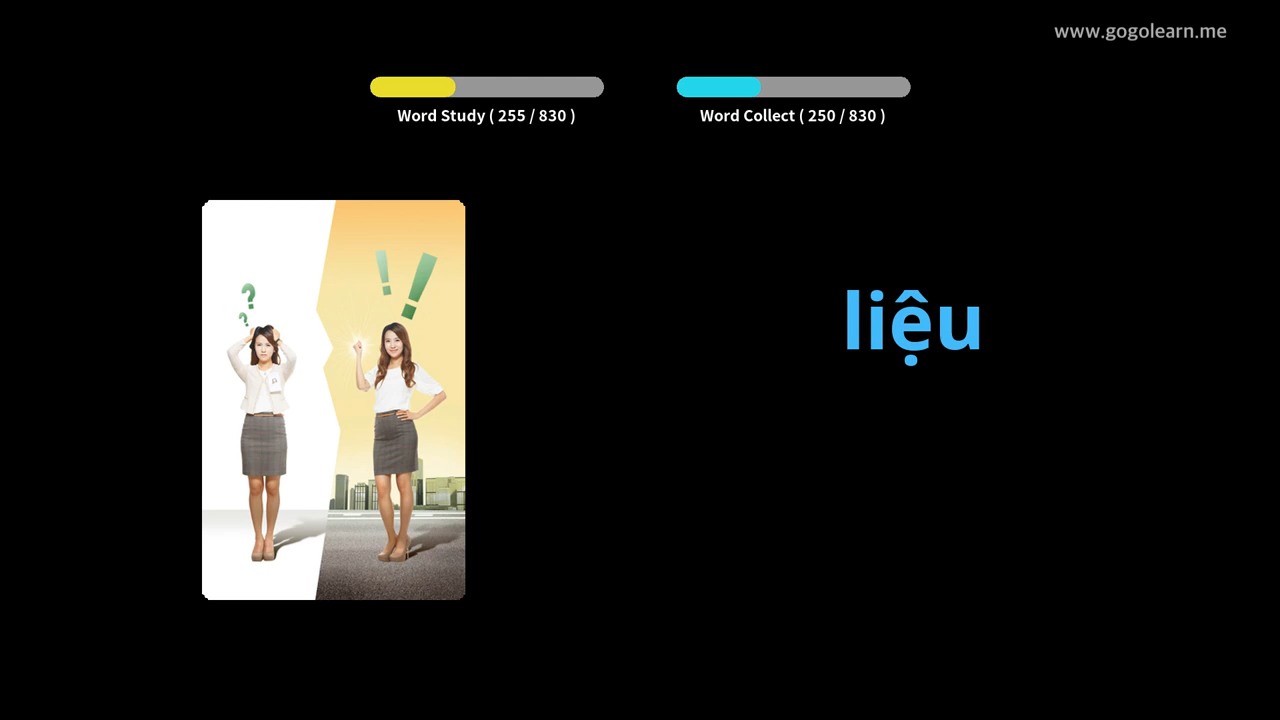 www.gogolearn.me
Word Study ( 255 / 830 )
Word Collect ( 250 / 830 )
? ?
! !
liệu